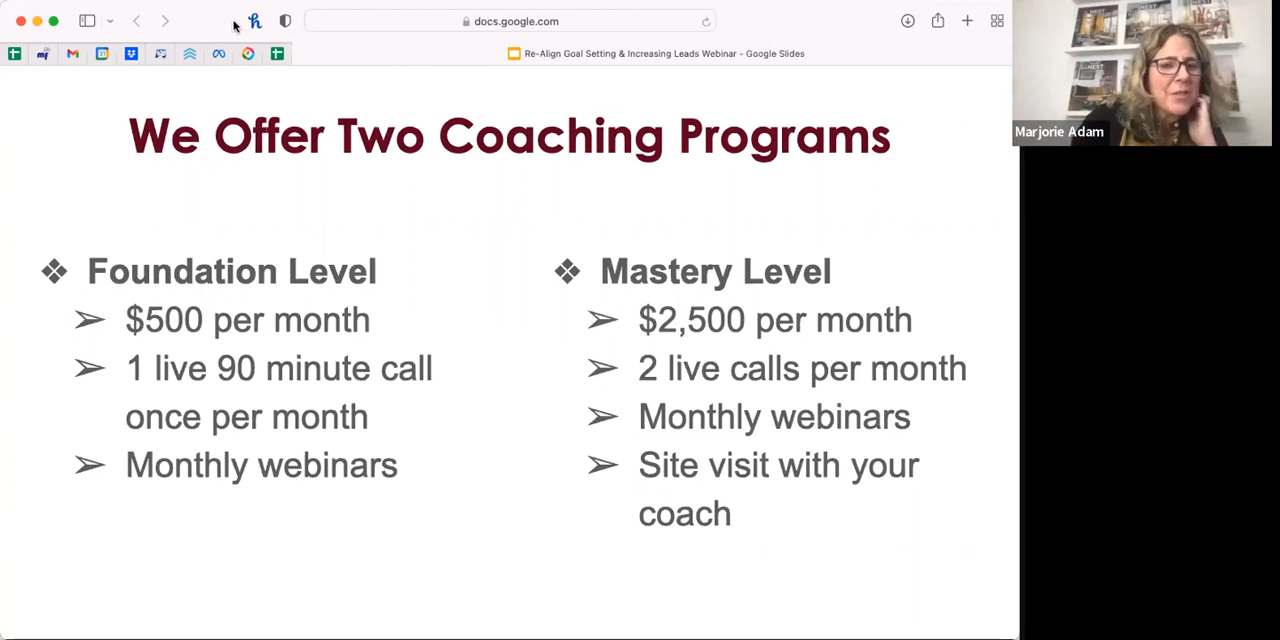 docs.google.com
Re-Align Goal Setting & Increasing Leads Webinar - Google Slides
Marjorie Adam
We Offer Two Coaching Programs
❖ Foundation Level
➢ $500 per month
➢ 1 live 90 minute call
once per month
➢ Monthly webinars
❖ Mastery Level
➢ $2,500 per month
➢ 2 live calls per month
➢ Monthly webinars
➢ Site visit with your
coach